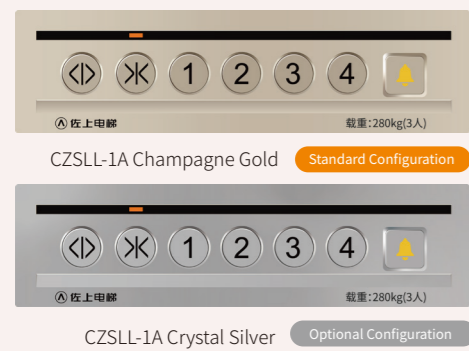 1 2 3 4
佐上电梯 载重:280kg(3人)
CZSLL-1A Champagne Gold Standard Configuration
1 2 3 4
佐上电梯 载重:280kg(3人)
CZSLL-1A Crystal Silver Optional Configuration